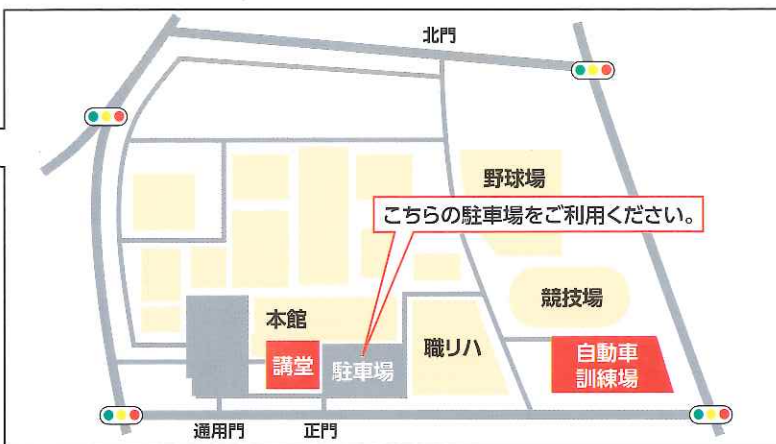 北門
野球場
こちらの駐車場をご利用ください。
競技場
本館
講堂
駐車場
職リハ
自動車
訓練場
通用門
正門